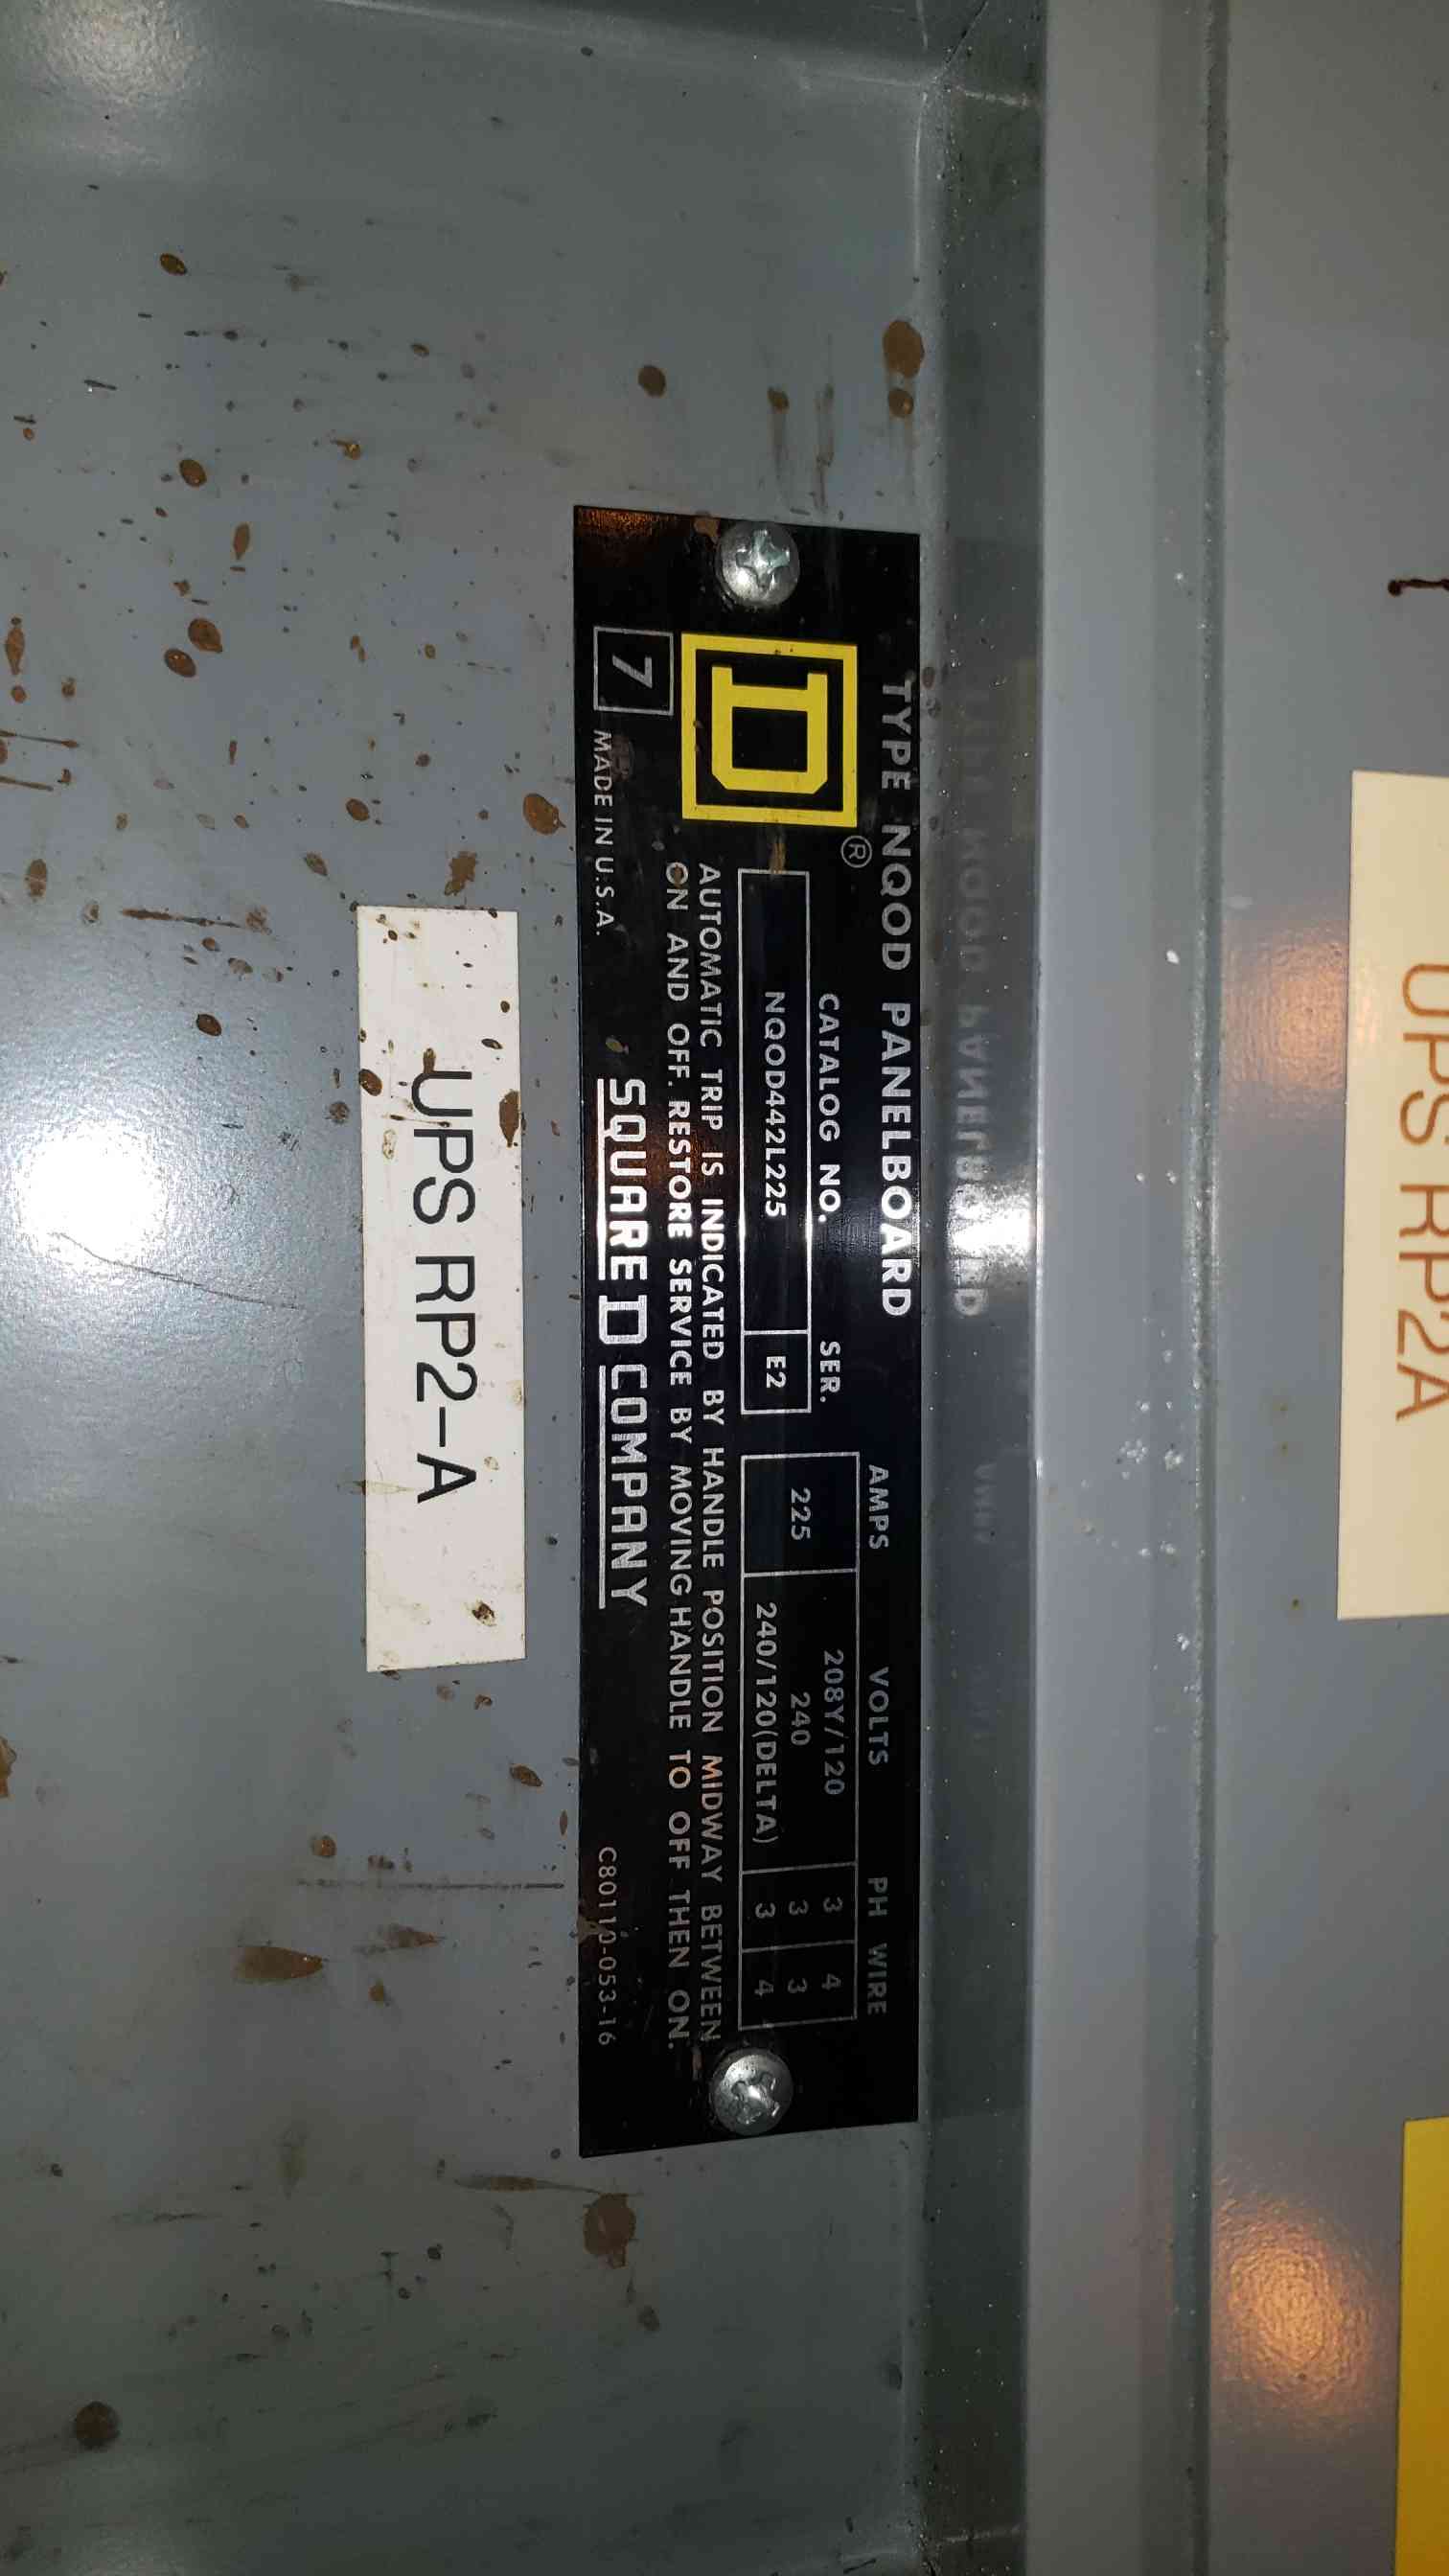 UPS RP2A
TYPE NQOD PANELBOARD
D ®
CATALOG NO. SER.
NQOD442L225 E2
AMPS VOLTS PH WIRE
225
208Y/120 3 4
240 3 3
240/120(DELTA) 3 4
AUTOMATIC TRIP IS INDICATED BY HANDLE POSITION MIDWAY BETWEEN
ON AND OFF. RESTORE SERVICE BY MOVING HANDLE TO OFF THEN ON.
7 MADE IN U.S.A. SQUARE D COMPANY C80110-053-16
UPS RP2-A